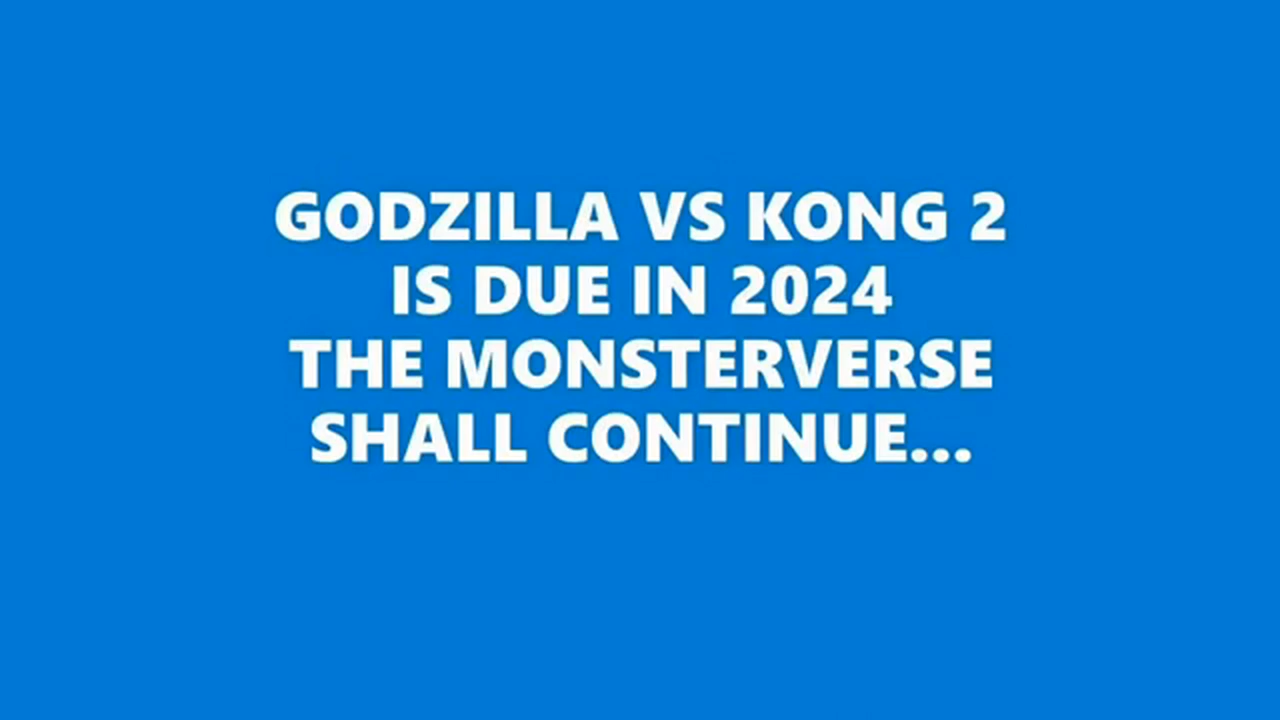 GODZILLA VS KONG 2
IS DUE IN 2024
THE MONSTERVERSE
SHALL CONTINUE...